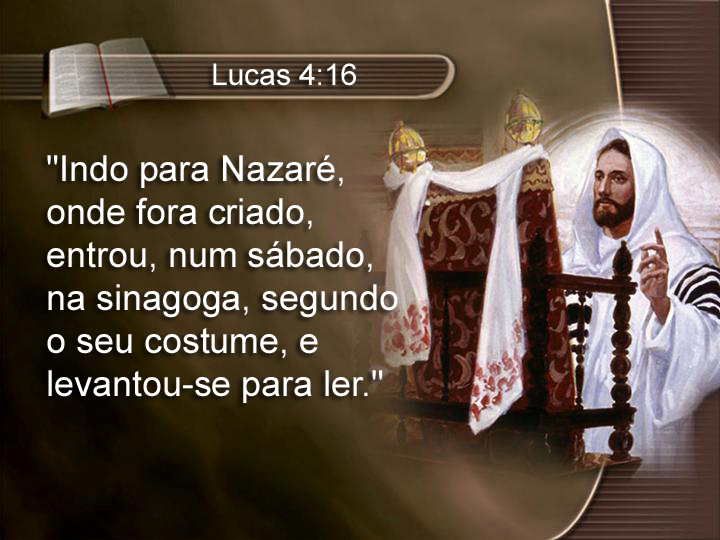 Lucas 4:16
"Indo para Nazaré,
onde fora criado,
entrou, num sábado,
na sinagoga, segundo
o seu costume, e
levantou-se para ler."